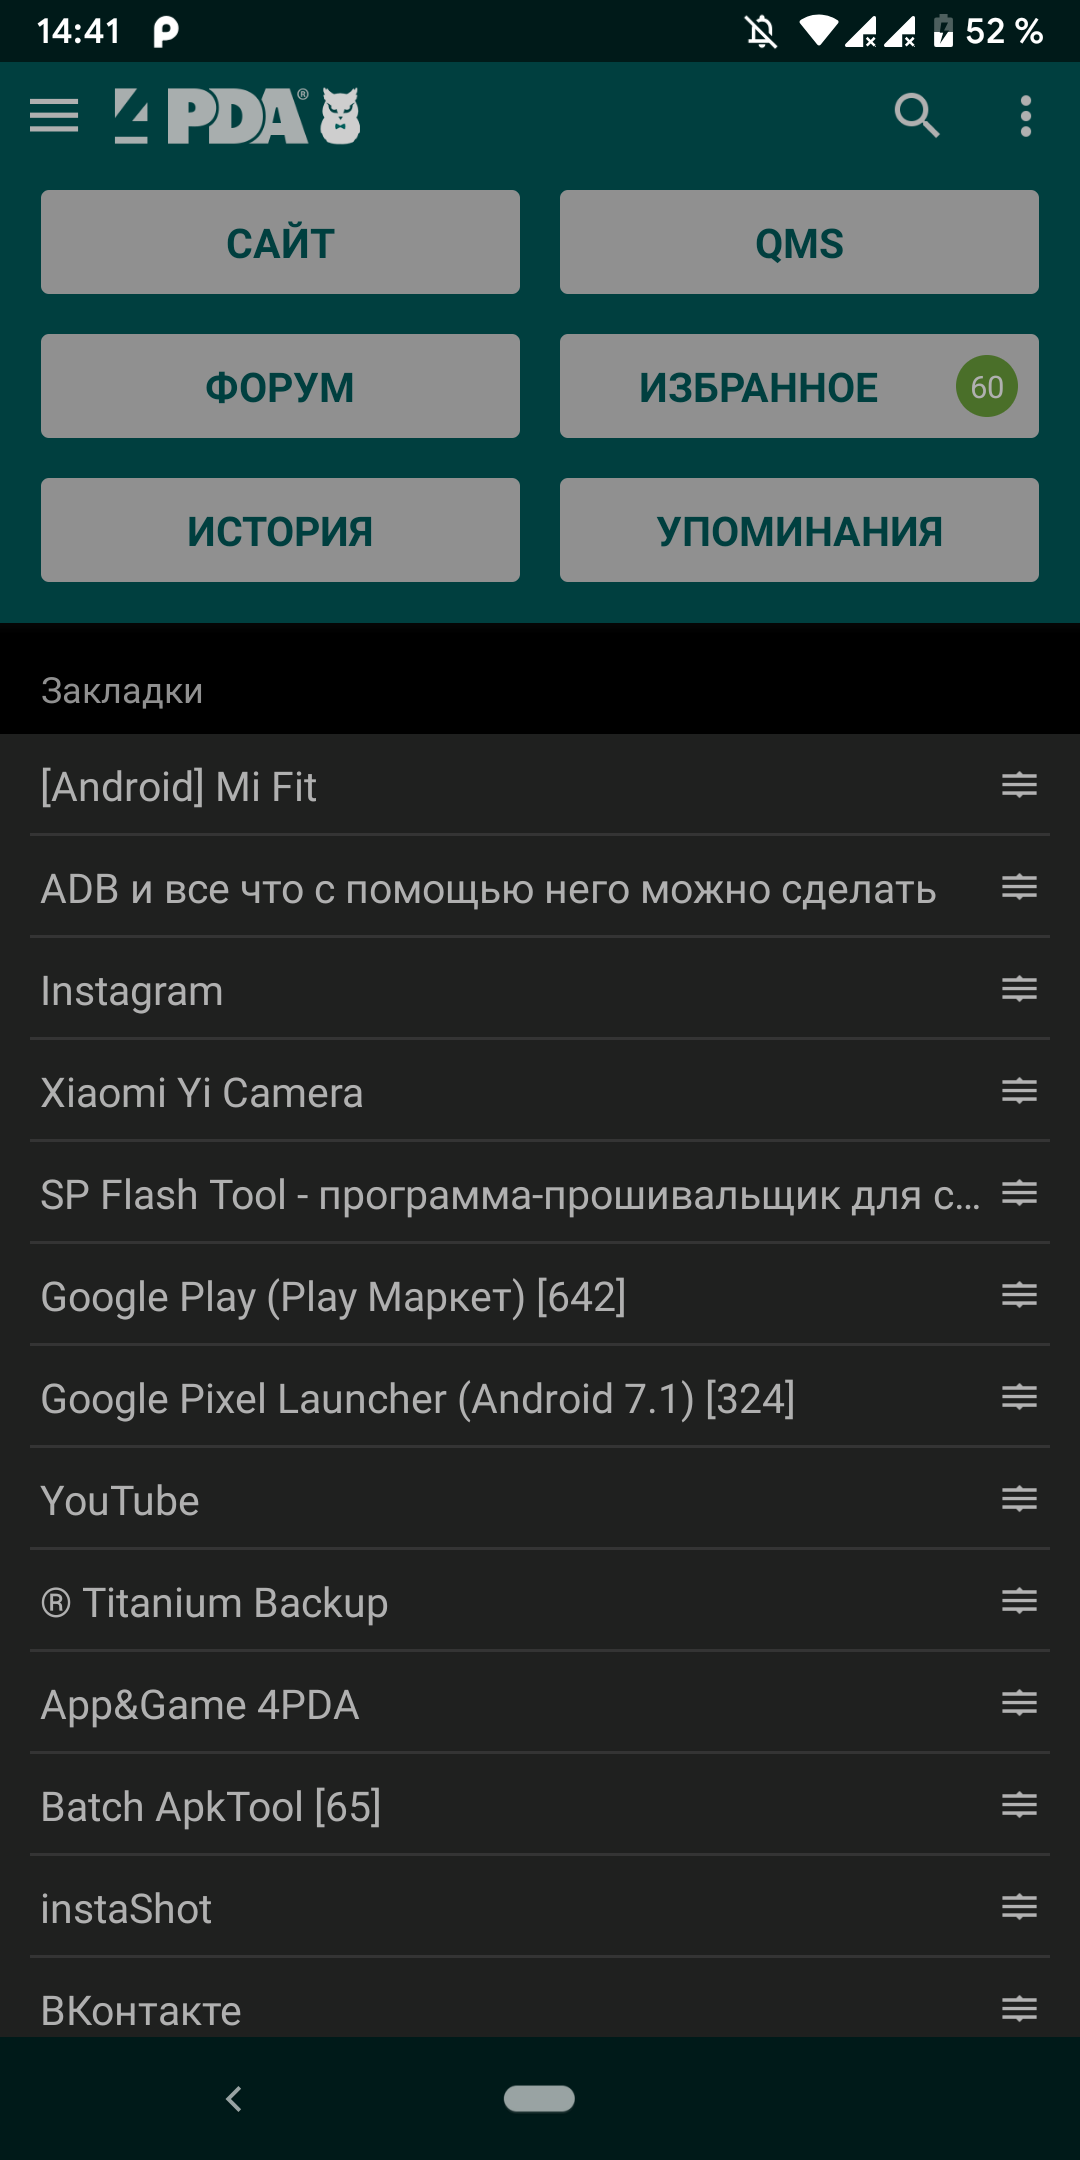 14:41
52 %
4PDA®
САЙТ
QMS
ФОРУМ
ИЗБРАННОЕ
60
ИСТОРИЯ
УПОМИНАНИЯ
Закладки
[Android] Mi Fit
ADB и все что с помощью него можно сделать
Instagram
Xiaomi Yi Camera
SP Flash Tool - программа-прошивальщик для с...
Google Play (Play Маркет) [642]
Google Pixel Launcher (Android 7.1) [324]
YouTube
® Titanium Backup
App&Game 4PDA
Batch ApkTool [65]
instaShot
ВКонтакте